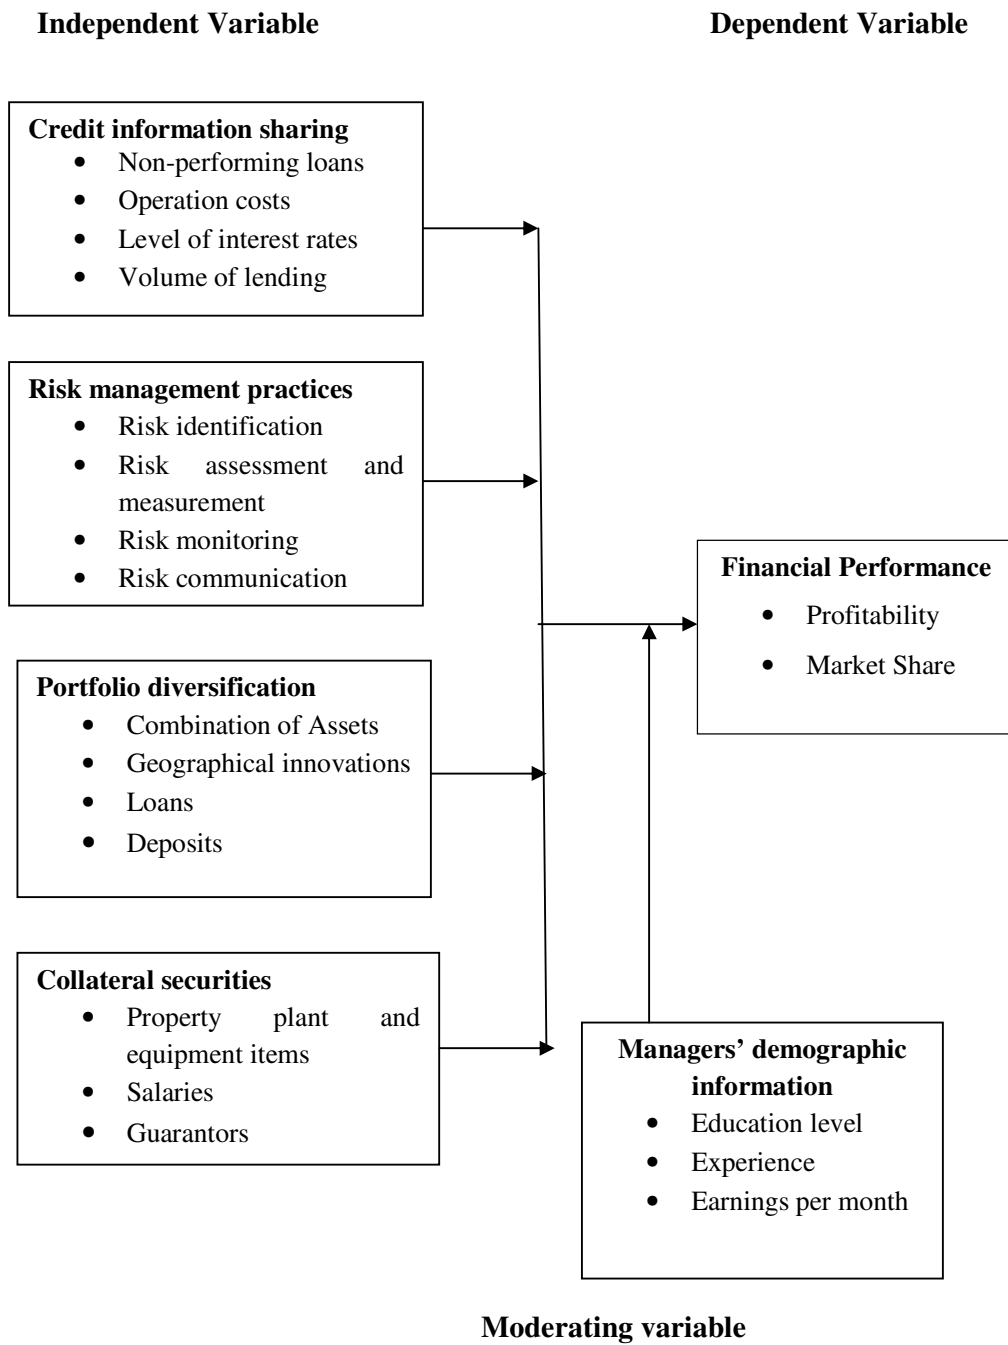 Independent Variable
Dependent Variable
Credit information sharing
• Non-performing loans
• Operation costs
• Level of interest rates
• Volume of lending
Risk management practices
• Risk identification
• Risk assessment and
measurement
• Risk monitoring
• Risk communication
Financial Performance
• Profitability
• Market Share
Portfolio diversification
• Combination of Assets
• Geographical innovations
• Loans
• Deposits
Collateral securities
• Property plant and
equipment items
• Salaries
• Guarantors
Managers’ demographic
information
• Education level
• Experience
• Earnings per month
Moderating variable